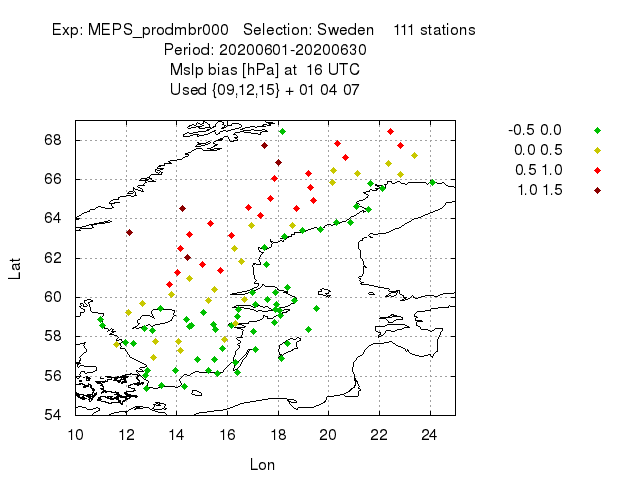 Exp: MEPS_prodmbr000 Selection: Sweden 111 stations
Period: 20200601-20200630
Mslp bias [hPa] at 16 UTC
Used {09,12,15} + 01 04 07
-0.5 0.0
0.0 0.5
0.5 1.0
1.0 1.5
68
66
64
62
60
58
56
54
Lat
10 12 14 16 18 20 22 24
Lon